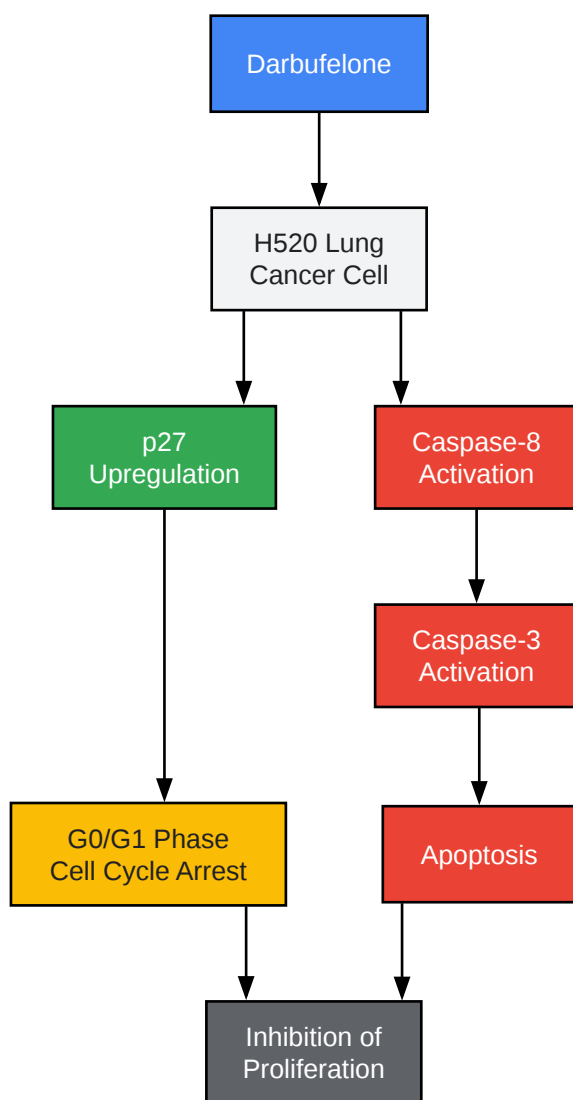 Darbufelone
H520 Lung
Cancer Cell
p27
Upregulation
Caspase-8
Activation
Caspase-3
Activation
G0/G1 Phase
Cell Cycle Arrest
Apoptosis
Inhibition of
Proliferation